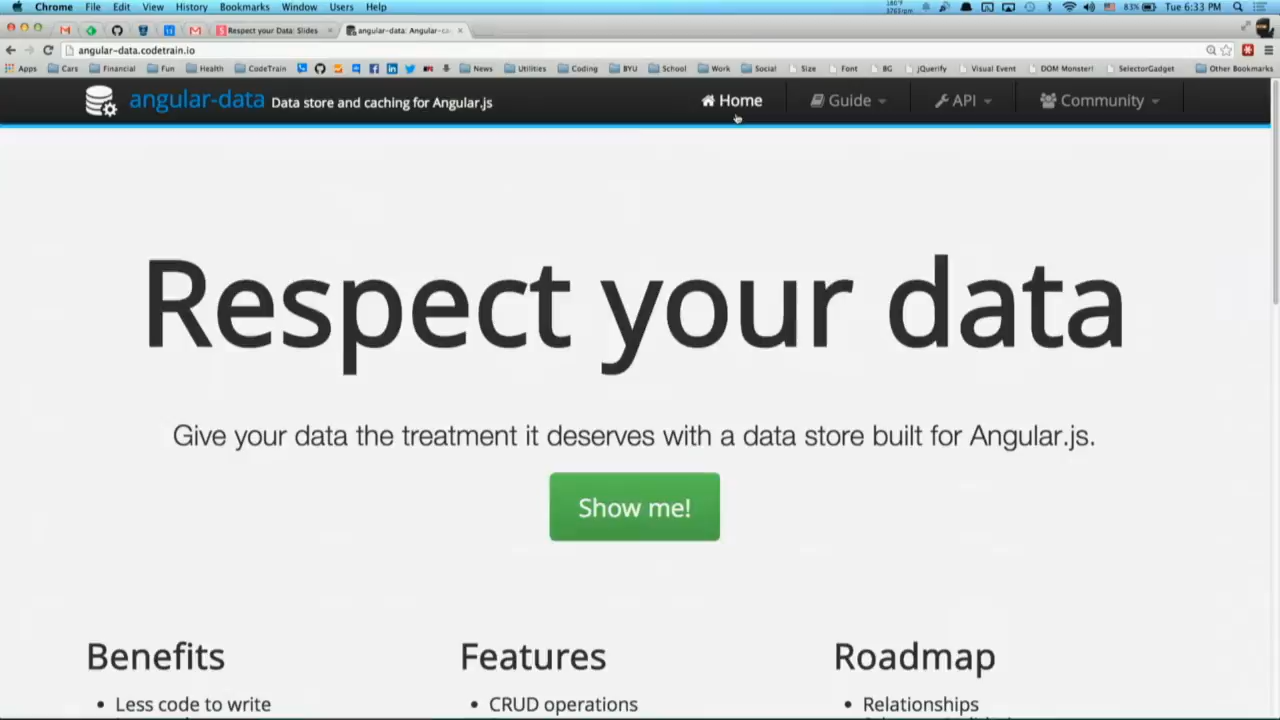 Chrome File Edit View History Bookmarks Window Users Help 83% Tue 6:33 PM
Respect your Data: Slides angular-data: Angular-ca
angular-data.codetrain.io
Apps Cars Financial Fun Health CodeTrain News Utilities Coding BYU School Work Social Size Font BG jQuerify Visual Event DOM Monster! SelectorGadget Other Bookmarks
angular-data Data store and caching for Angular.js Home Guide API Community
Respect your data
Give your data the treatment it deserves with a data store built for Angular.js.
Show me!
Benefits Features Roadmap
• Less code to write • CRUD operations • Relationships